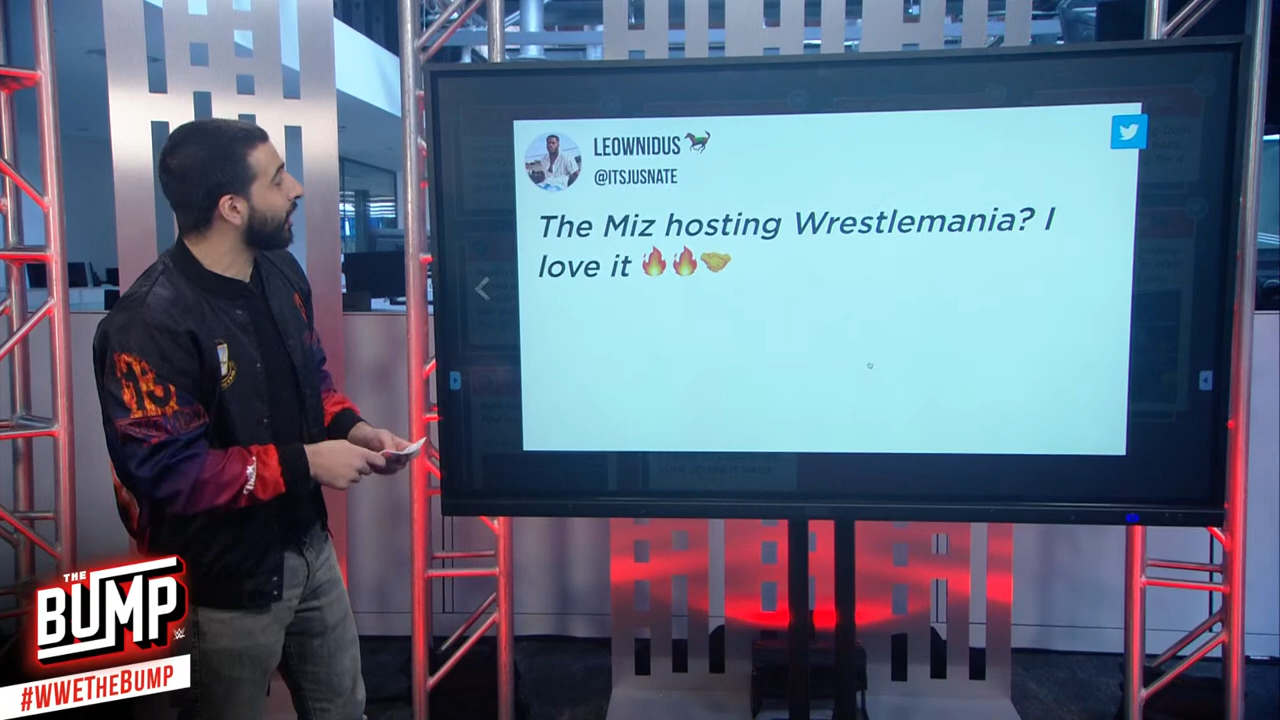 LEOWNIDUS
@ITSJUSNATE
The Miz hosting Wrestlemania? I
love it
THE
BUMP
#WWETHEBUMP